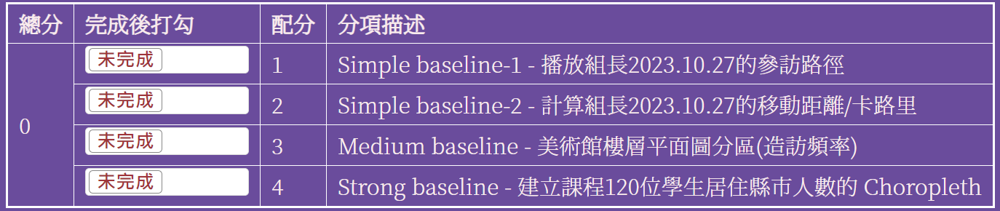 總分 完成後打勾 配分 分項描述
未完成 1 Simple baseline-1 - 播放組長2023.10.27的參訪路徑
未完成 2 Simple baseline-2 - 計算組長2023.10.27的移動距離/卡路里
0
未完成 3 Medium baseline - 美術館樓層平面圖分區(造訪頻率)
未完成 4 Strong baseline - 建立課程120位學生居住縣市人數的 Choropleth